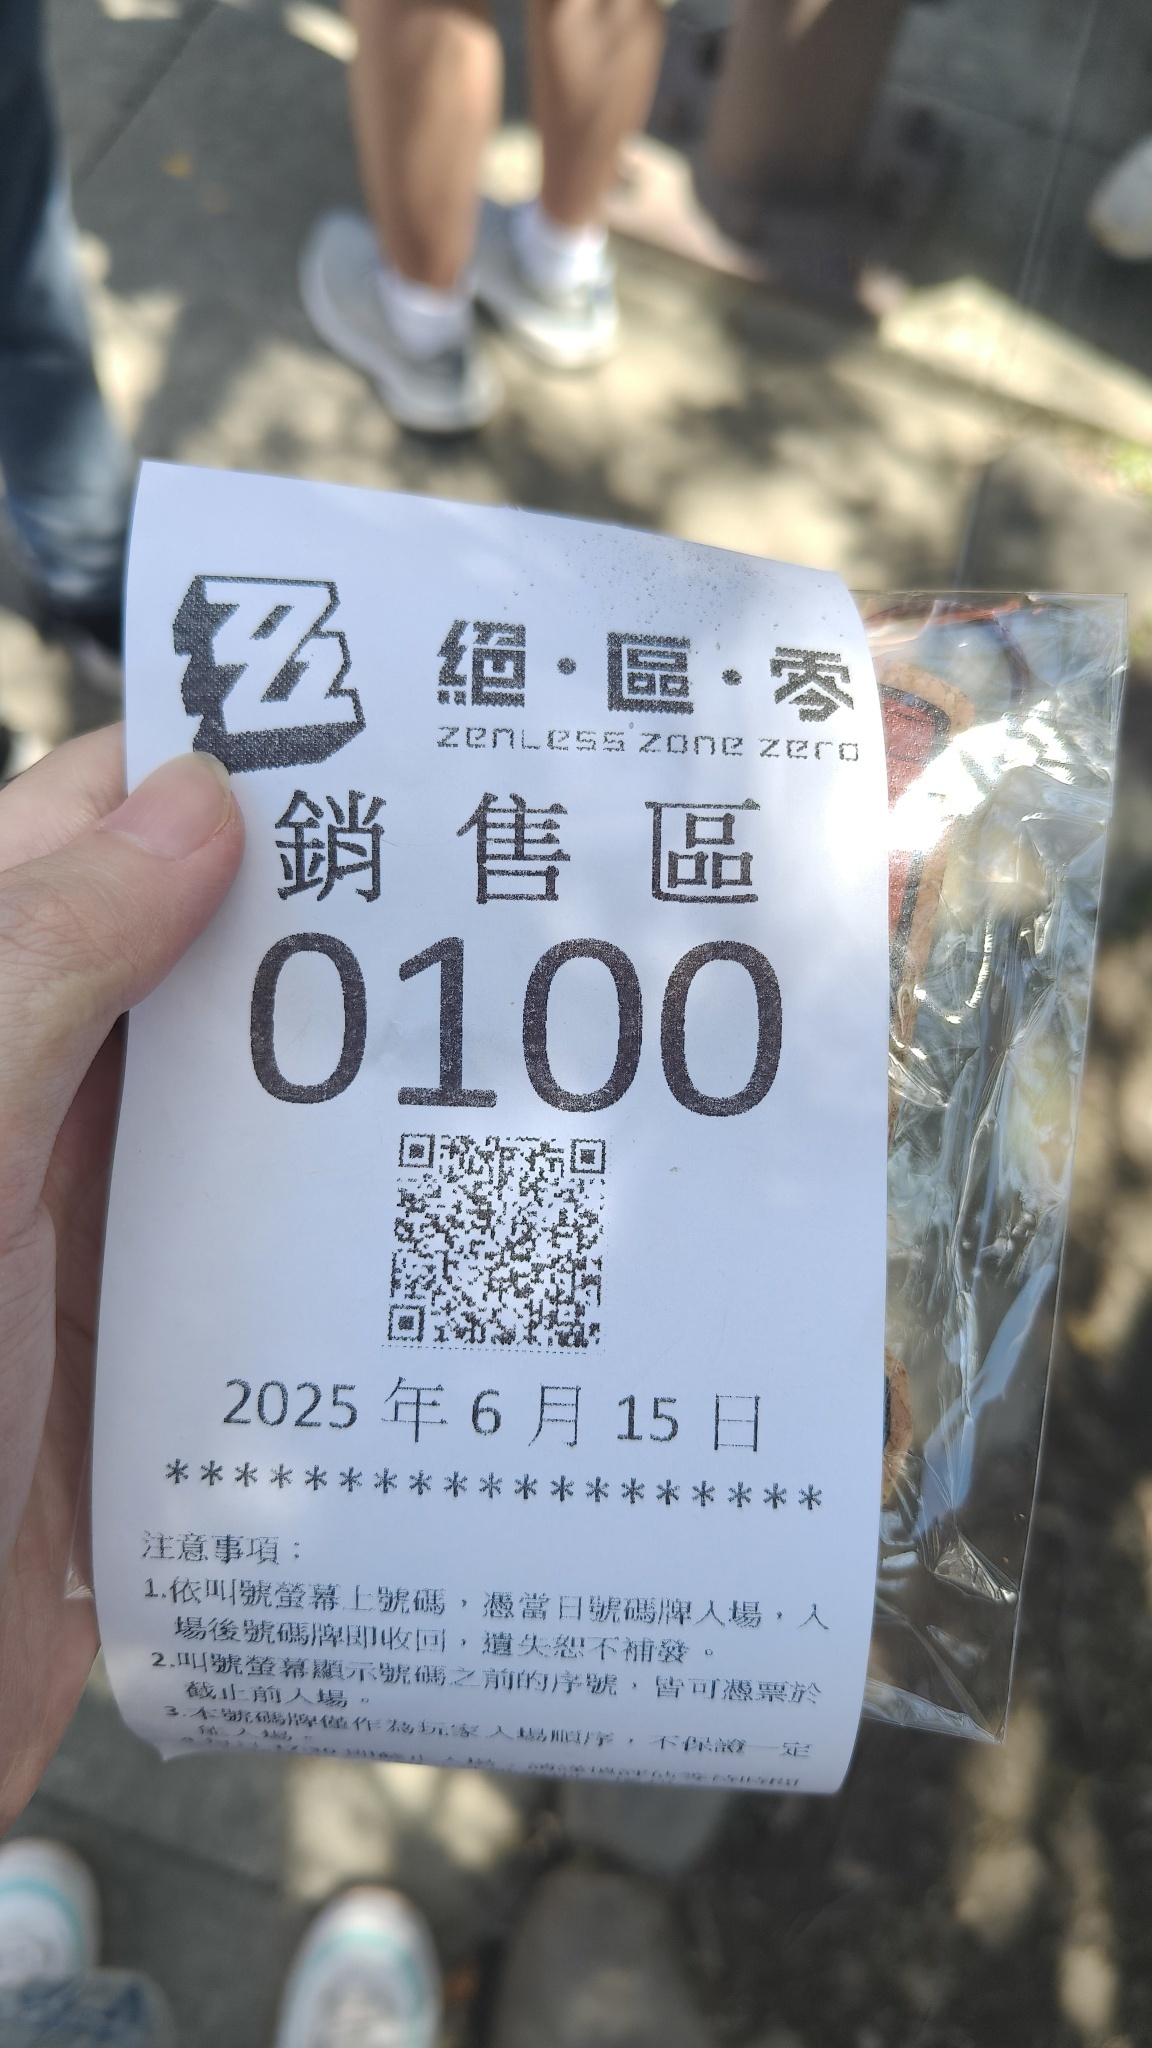 絕·區·零
zenless zone zero
銷售區
0100
2025 年 6 月 15 日
*******************
注意事項：
1.依叫號螢幕上號碼，憑當日號碼牌入場，入
場後號碼牌即收回，遺失恕不補發。
2.叫號螢幕顯示號碼之前的序號，皆可憑票於
截止前入場。
3.本號碼牌僅作為玩家入場順序，不保證一定
能入場。